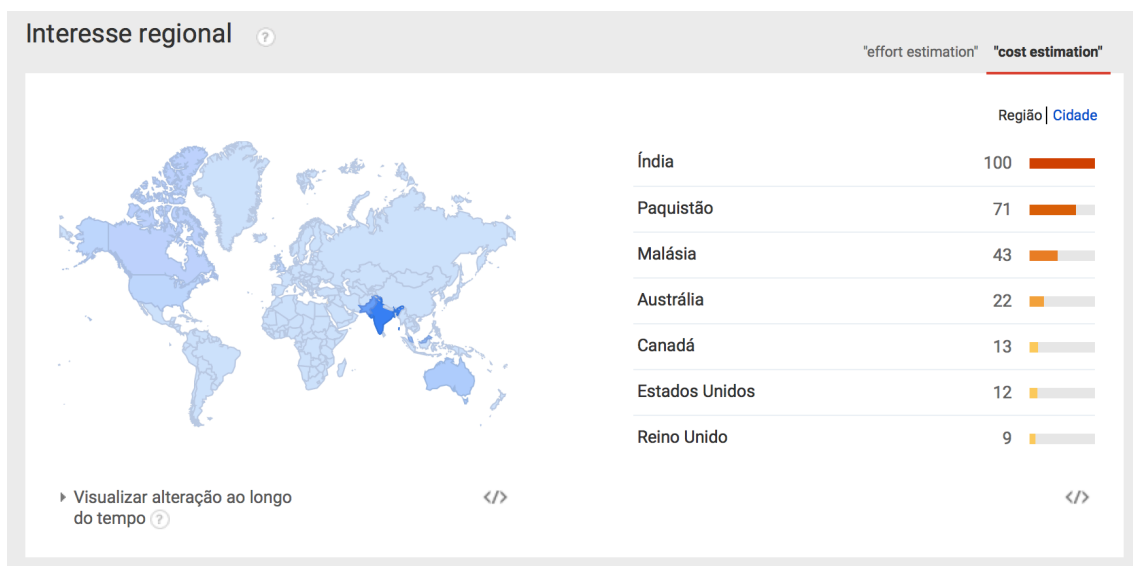 Interesse regional ?
"effort estimation" "cost estimation"
Região | Cidade
Índia 100
Paquistão 71
Malásia 43
Austrália 22
Canadá 13
Estados Unidos 12
Reino Unido 9
Visualizar alteração ao longo
do tempo ?
</> </>